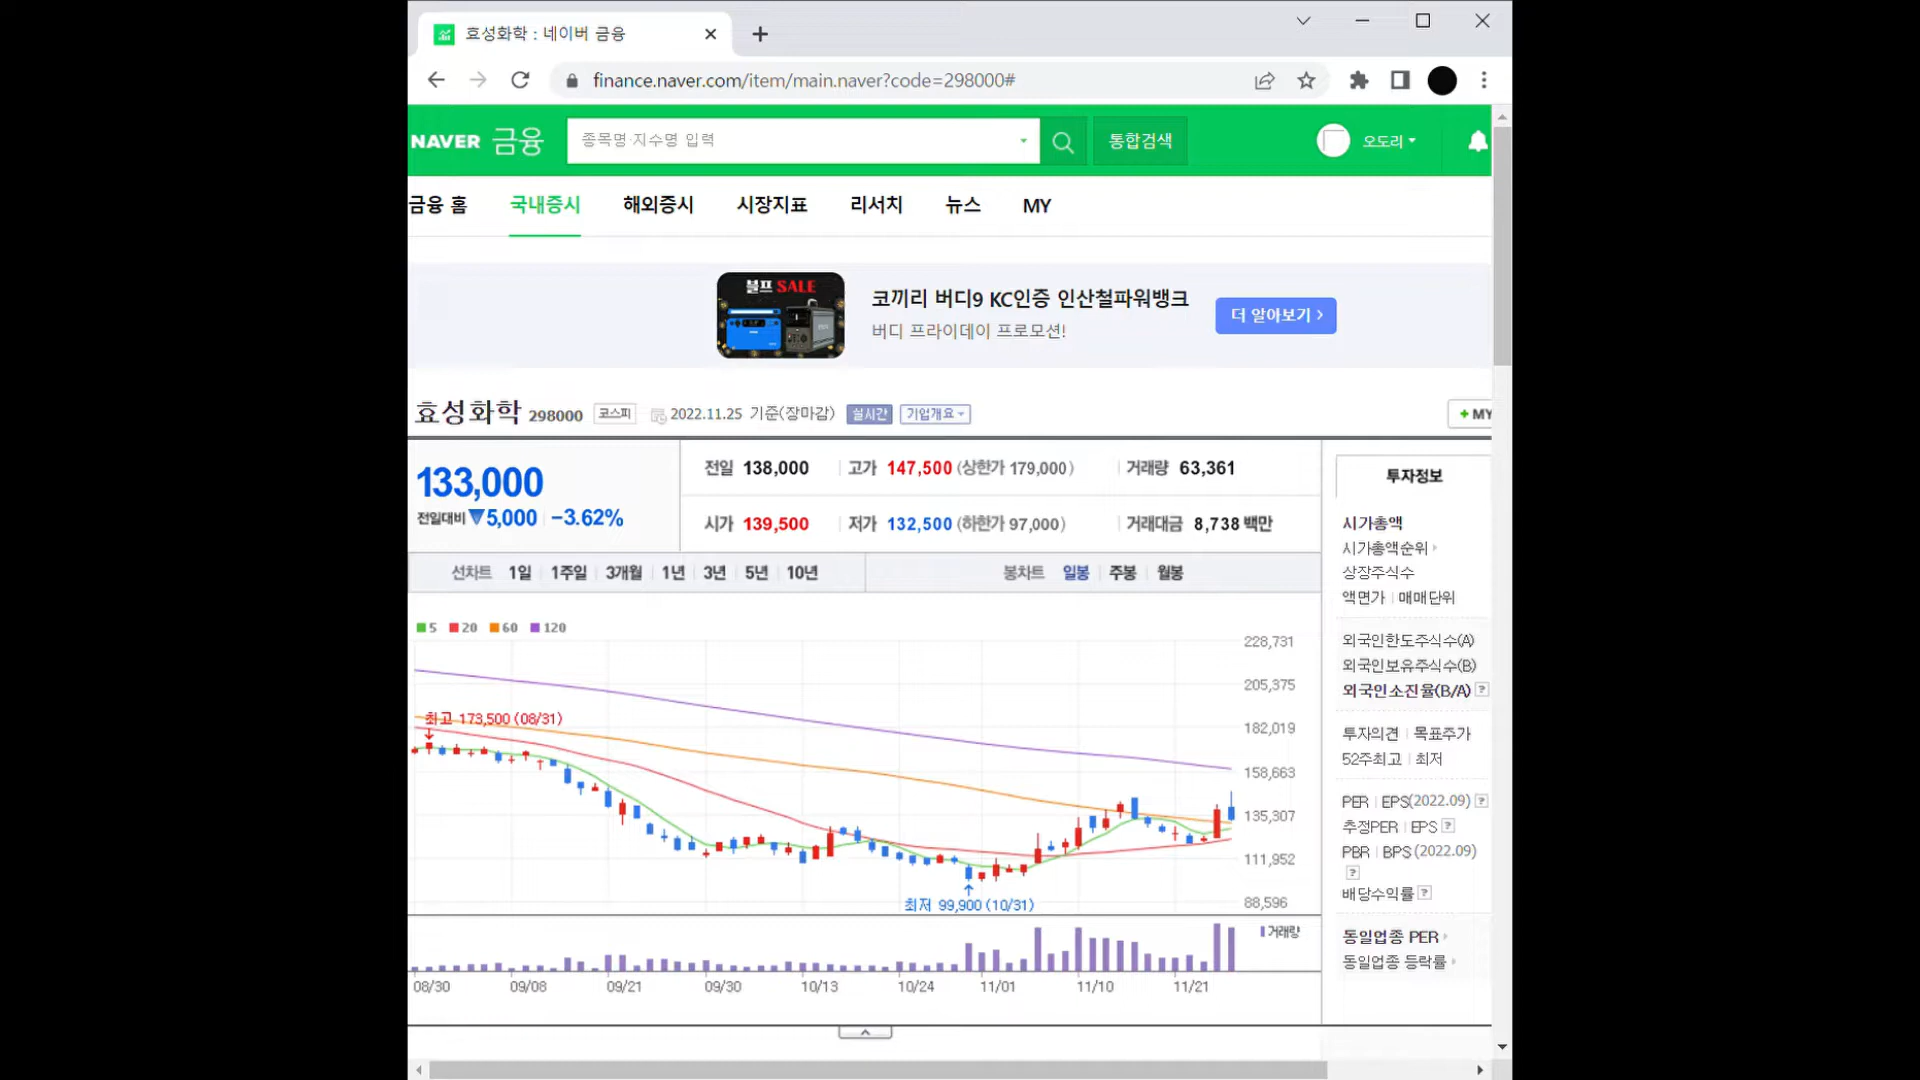 효성화학 : 네이버 금융
finance.naver.com/item/main.naver?code=298000#
NAVER 금융 종목명·지수명 입력 통합검색 오도리
금융 홈 국내증시 해외증시 시장지표 리서치 뉴스 MY
블프 SALE
코끼리 버디9 KC인증 인산철파워뱅크
버디 프라이데이 프로모션!
더 알아보기 >
효성화학 298000 코스피 2022.11.25 기준(장마감) 실시간 기업개요 + MY
133,000
전일대비 ▼5,000 -3.62%
전일 138,000 고가 147,500 (상한가 179,000) 거래량 63,361
시가 139,500 저가 132,500 (하한가 97,000) 거래대금 8,738 백만
선차트 1일 1주일 3개월 1년 3년 5년 10년 봉차트 일봉 주봉 월봉
5 20 60 120
228,731
205,375
182,019
158,663
135,307
111,952
88,596
최고 173,500 (08/31)
최저 99,900 (10/31)
거래량
08/30 09/08 09/21 09/30 10/13 10/24 11/01 11/10 11/21
투자정보
시가총액
시가총액순위
상장주식수
액면가 | 매매단위
외국인한도주식수(A)
외국인보유주식수(B)
외국인소진율(B/A) ?
투자의견 | 목표주가
52주최고 | 최저
PER | EPS(2022.09) ?
추정PER | EPS ?
PBR | BPS (2022.09)
?
배당수익률 ?
동일업종 PER
동일업종 등락률